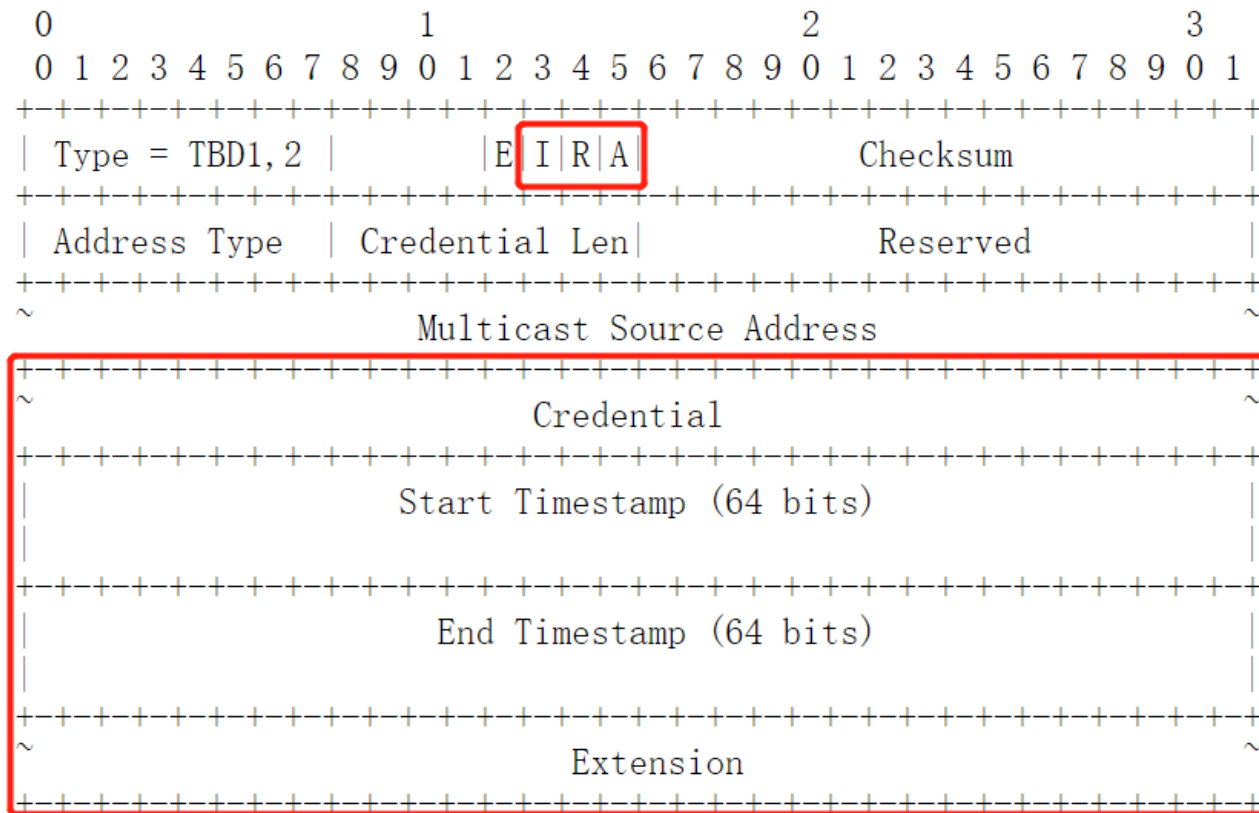 0                   1                   2                   3
0 1 2 3 4 5 6 7 8 9 0 1 2 3 4 5 6 7 8 9 0 1 2 3 4 5 6 7 8 9 0 1
+-+-+-+-+-+-+-+-+-+-+-+-+-+-+-+-+-+-+-+-+-+-+-+-+-+-+-+-+-+-+-+-+
| Type = TBD1,2 |       |E|I|R|A|           Checksum            |
+-+-+-+-+-+-+-+-+-+-+-+-+-+-+-+-+-+-+-+-+-+-+-+-+-+-+-+-+-+-+-+-+
| Address Type  | Credential Len|            Reserved           |
+-+-+-+-+-+-+-+-+-+-+-+-+-+-+-+-+-+-+-+-+-+-+-+-+-+-+-+-+-+-+-+-+
~                    Multicast Source Address                   ~
+-+-+-+-+-+-+-+-+-+-+-+-+-+-+-+-+-+-+-+-+-+-+-+-+-+-+-+-+-+-+-+-+
~                          Credential                           ~
+-+-+-+-+-+-+-+-+-+-+-+-+-+-+-+-+-+-+-+-+-+-+-+-+-+-+-+-+-+-+-+-+
|                   Start Timestamp (64 bits)                   |
|                                                               |
+-+-+-+-+-+-+-+-+-+-+-+-+-+-+-+-+-+-+-+-+-+-+-+-+-+-+-+-+-+-+-+-+
|                     End Timestamp (64 bits)                   |
|                                                               |
+-+-+-+-+-+-+-+-+-+-+-+-+-+-+-+-+-+-+-+-+-+-+-+-+-+-+-+-+-+-+-+-+
~                            Extension                          ~
+-+-+-+-+-+-+-+-+-+-+-+-+-+-+-+-+-+-+-+-+-+-+-+-+-+-+-+-+-+-+-+-+